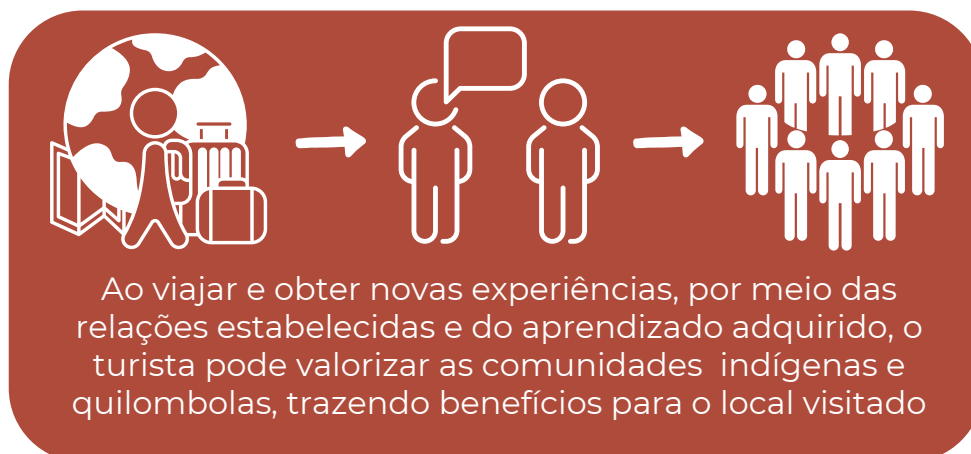 Ao viajar e obter novas experiências, por meio das
relações estabelecidas e do aprendizado adquirido, o
turista pode valorizar as comunidades  indígenas e
quilombolas, trazendo benefícios para o local visitado